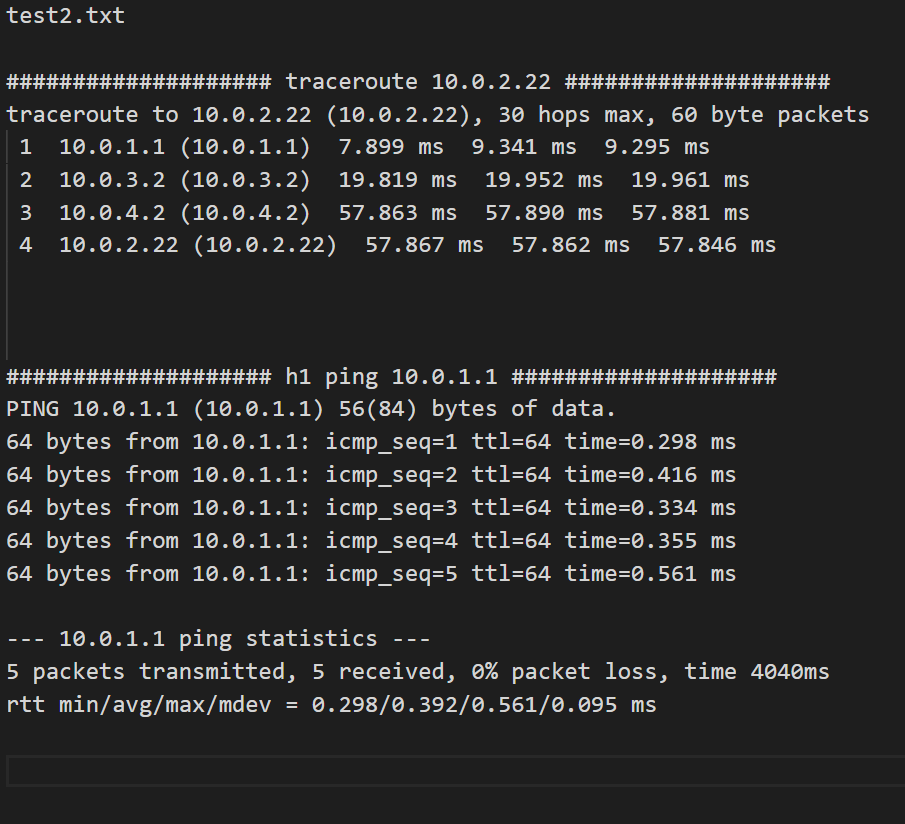 test2.txt
#################### traceroute 10.0.2.22 ####################
traceroute to 10.0.2.22 (10.0.2.22), 30 hops max, 60 byte packets
1  10.0.1.1 (10.0.1.1)  7.899 ms  9.341 ms  9.295 ms
2  10.0.3.2 (10.0.3.2)  19.819 ms  19.952 ms  19.961 ms
3  10.0.4.2 (10.0.4.2)  57.863 ms  57.890 ms  57.881 ms
4  10.0.2.22 (10.0.2.22)  57.867 ms  57.862 ms  57.846 ms
#################### h1 ping 10.0.1.1 ####################
PING 10.0.1.1 (10.0.1.1) 56(84) bytes of data.
64 bytes from 10.0.1.1: icmp_seq=1 ttl=64 time=0.298 ms
64 bytes from 10.0.1.1: icmp_seq=2 ttl=64 time=0.416 ms
64 bytes from 10.0.1.1: icmp_seq=3 ttl=64 time=0.334 ms
64 bytes from 10.0.1.1: icmp_seq=4 ttl=64 time=0.355 ms
64 bytes from 10.0.1.1: icmp_seq=5 ttl=64 time=0.561 ms
--- 10.0.1.1 ping statistics ---
5 packets transmitted, 5 received, 0% packet loss, time 4040ms
rtt min/avg/max/mdev = 0.298/0.392/0.561/0.095 ms